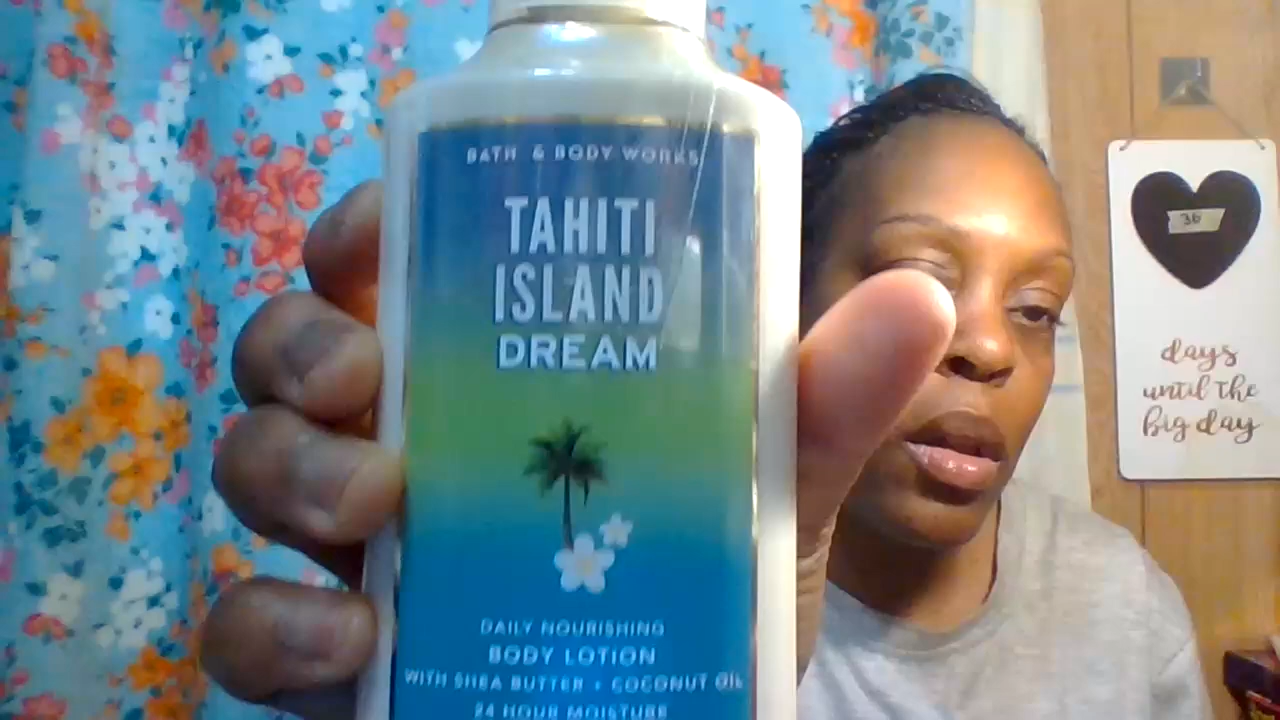 BATH & BODY WORKS
TAHITI
ISLAND
DREAM
DAILY NOURISHING
BODY LOTION
WITH SHEA BUTTER + COCONUT OIL
24 HOUR MOISTURE
36
days
until the
big day